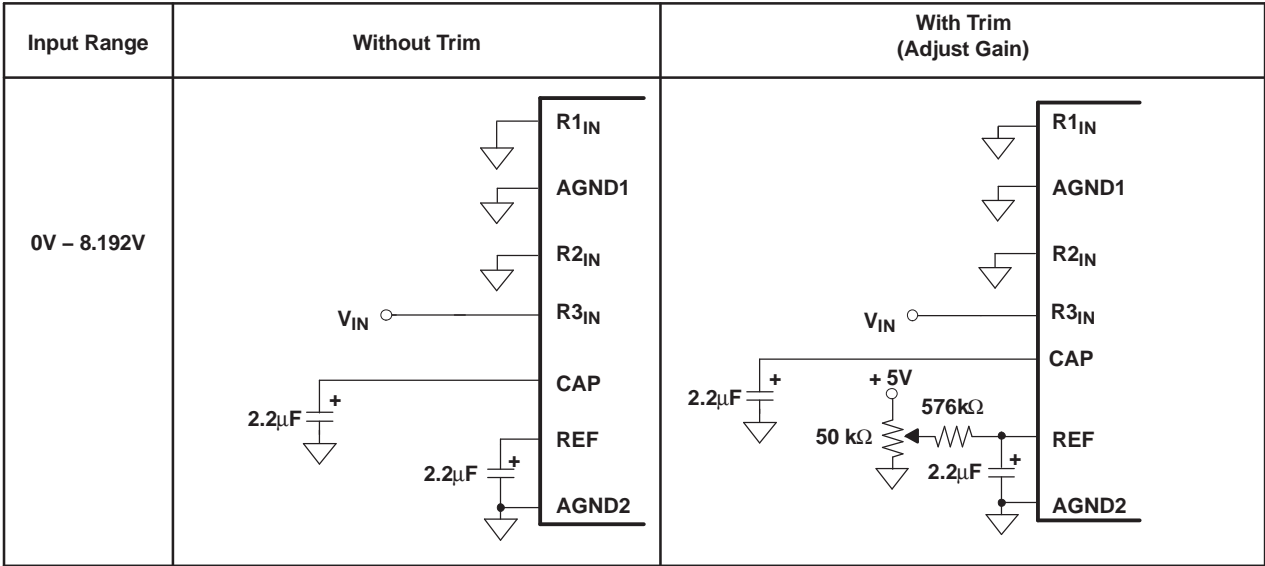 Input Range
Without Trim
With Trim
(Adjust Gain)
0V – 8.192V
R1IN
AGND1
R2IN
VIN
R3IN
CAP
+
2.2μF
REF
+
2.2μF
AGND2
R1IN
AGND1
R2IN
VIN
R3IN
CAP
+
2.2μF
+ 5V
576kΩ
50 kΩ
REF
+
2.2μF
AGND2